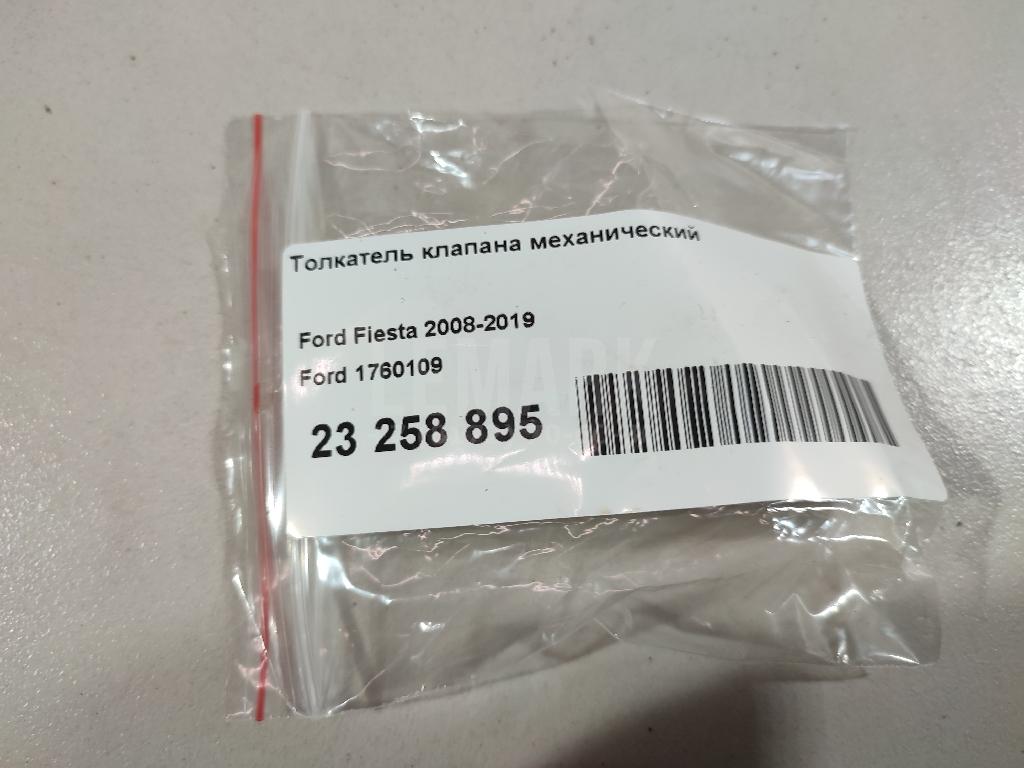 Толкатель клапана механический
Ford Fiesta 2008-2019
Ford 1760109
23 258 895